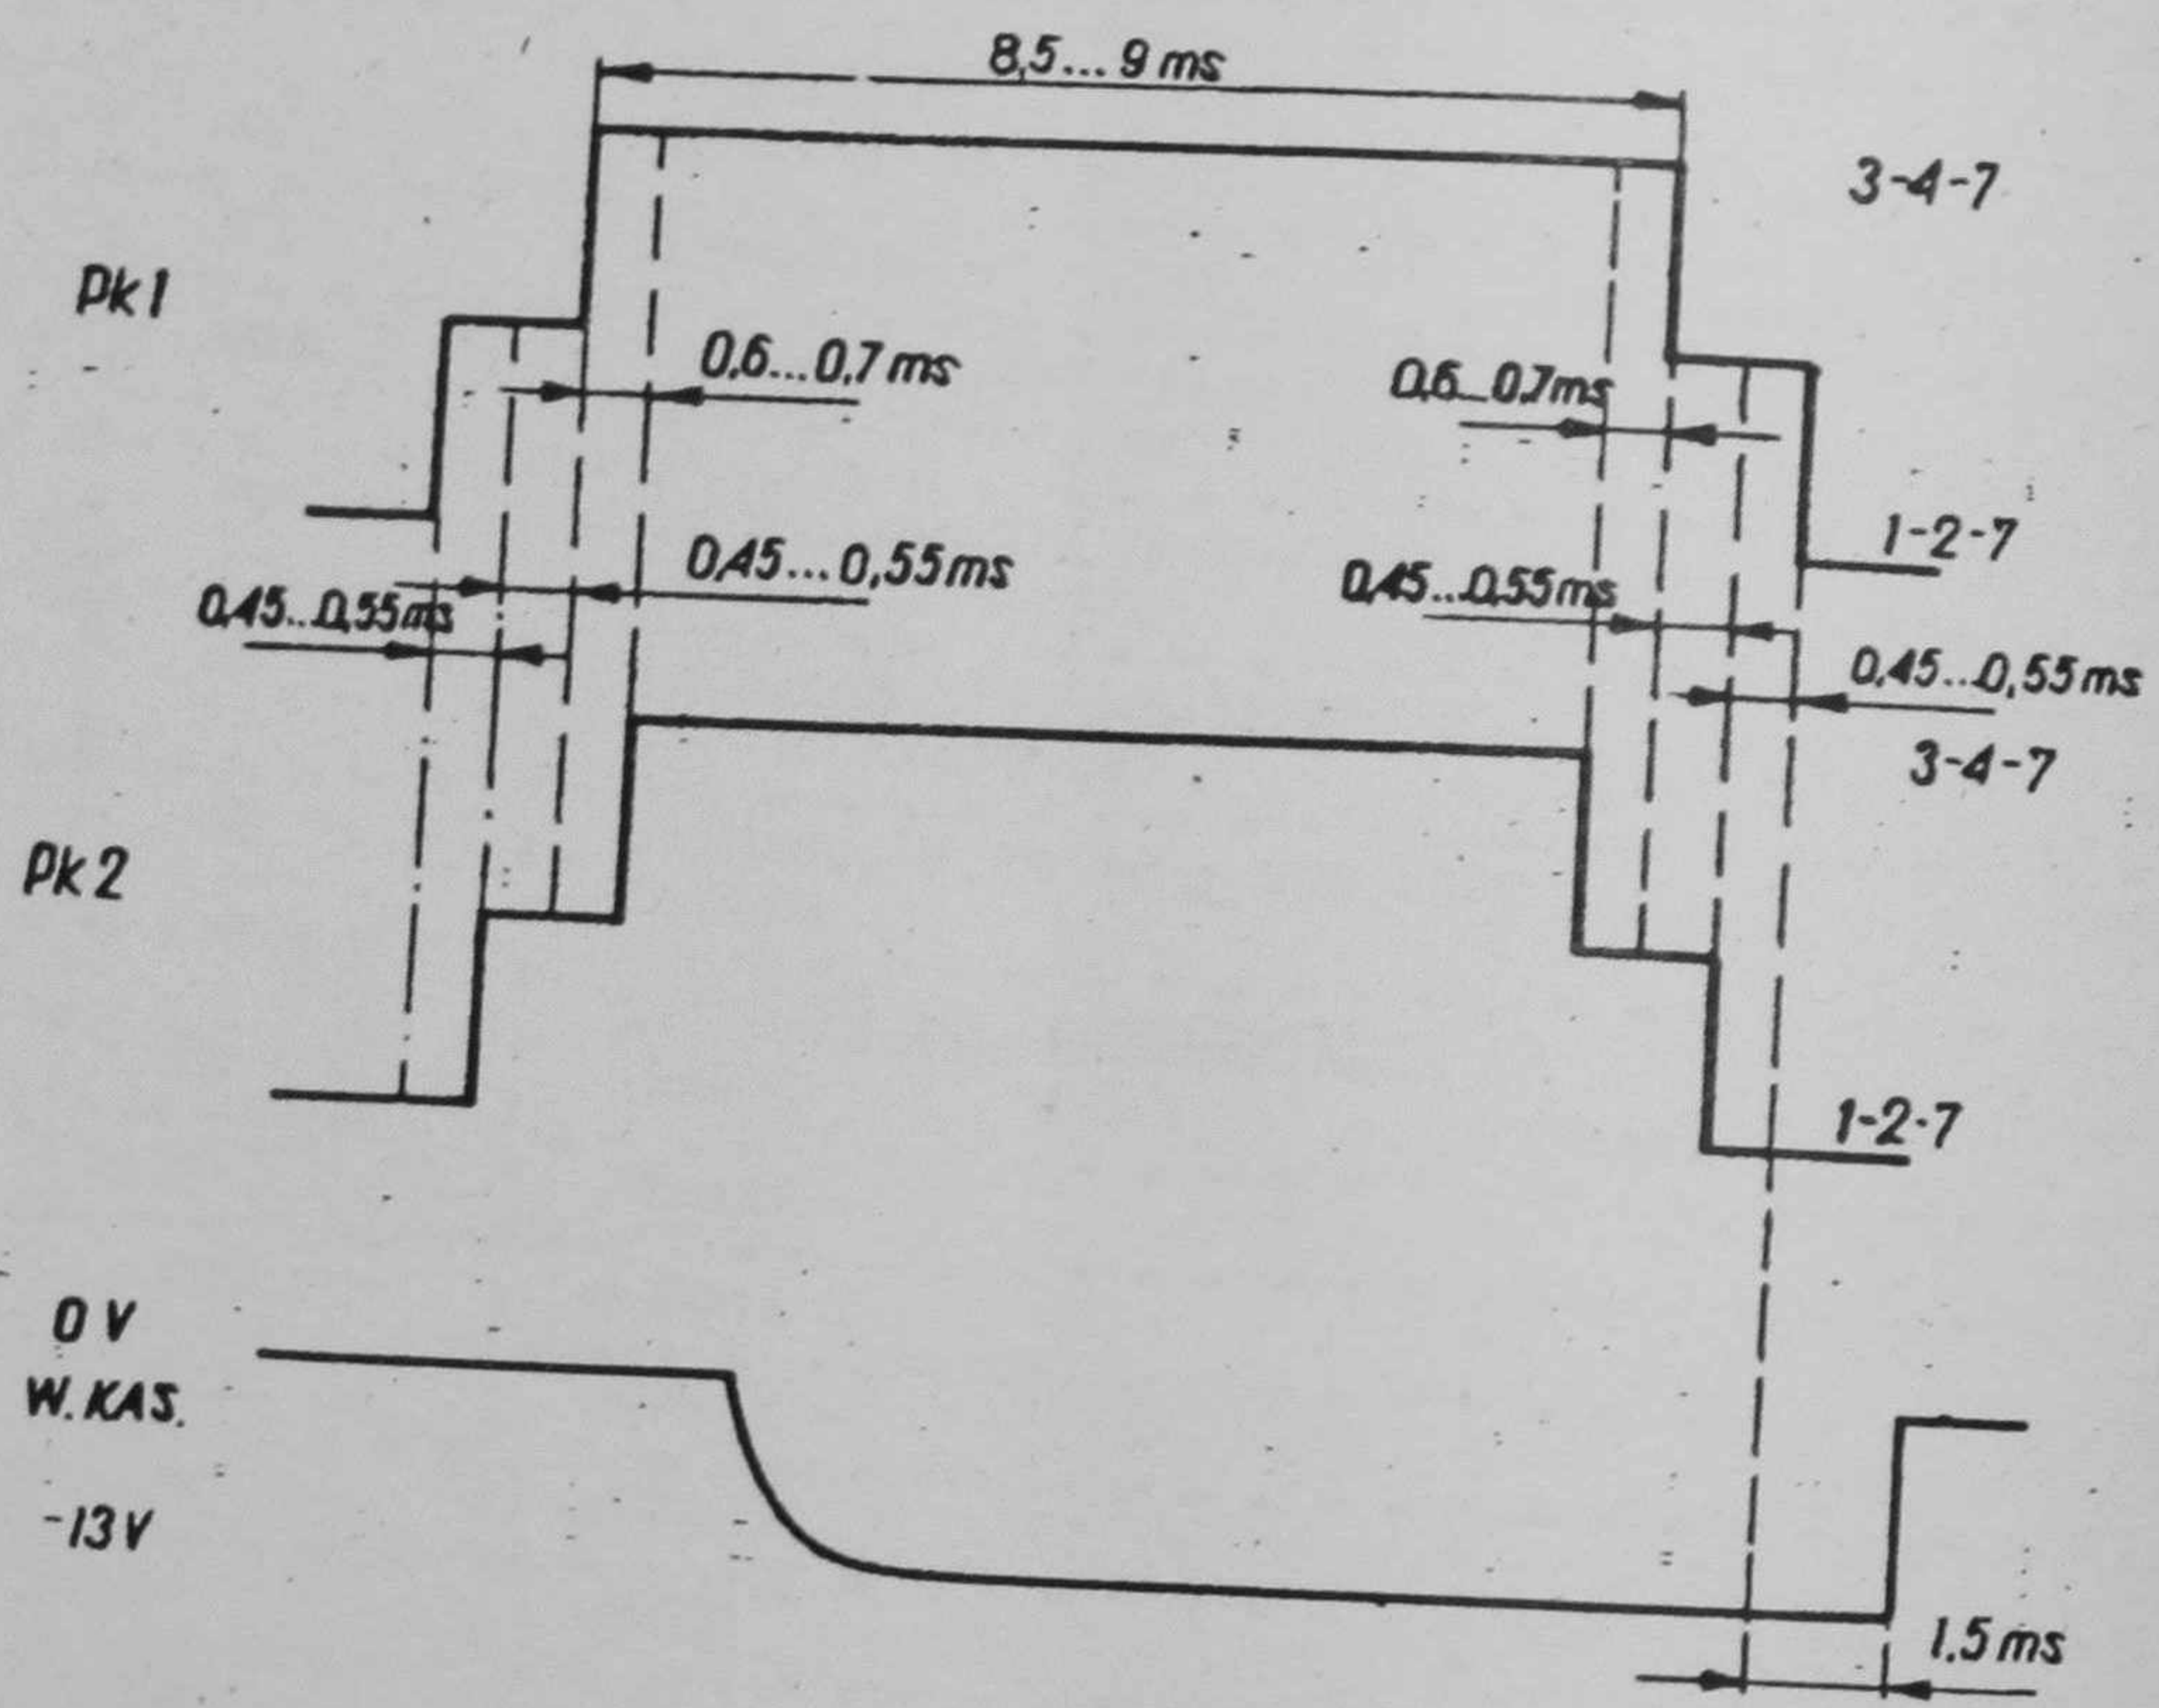 8,5...9 ms
3-4-7
Pk1
0,6...0,7 ms
0,6...0,7ms
1-2-7
0,45...0,55ms
0,45...0,55ms
0,45...0,55ms
0,45...0,55ms
3-4-7
Pk2
1-2-7
0 V
W.KAS.
-13V
1.5 ms